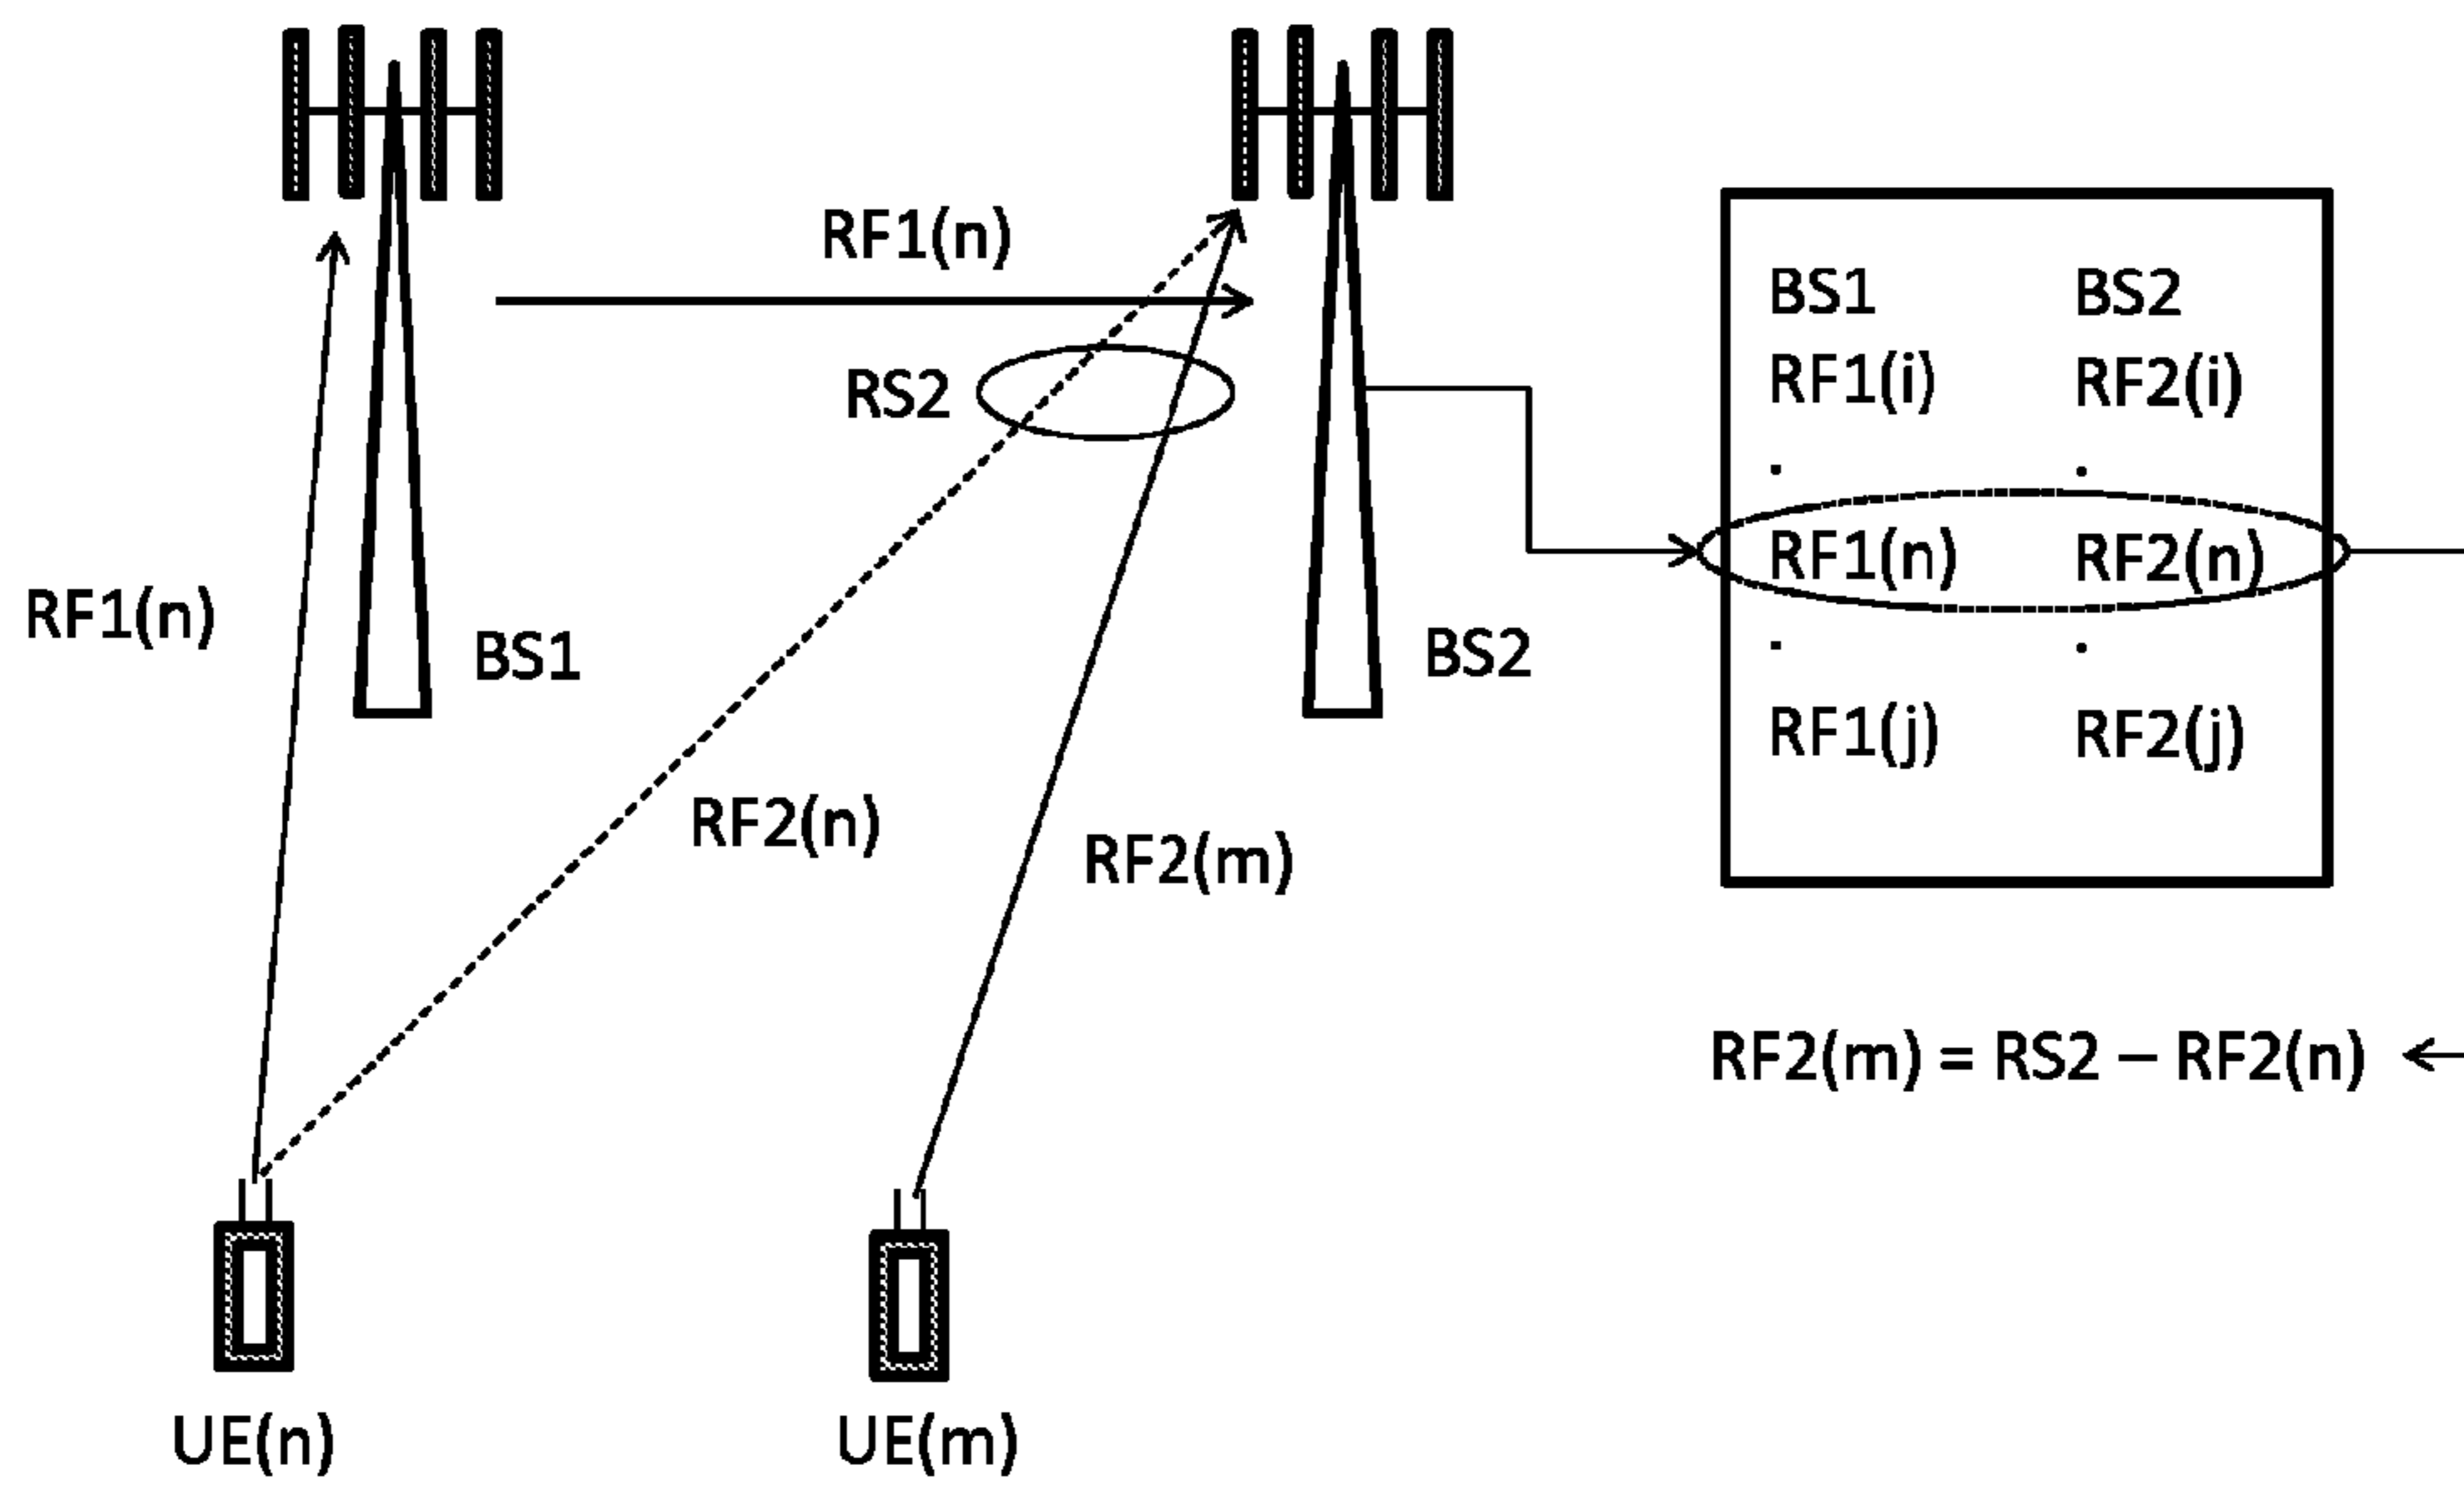 RF1(n)
RS2
RF1(n)
BS1
BS2
RF2(n)
RF2(m)
UE(n)
UE(m)
BS1 BS2
RF1(i) RF2(i)
. .
RF1(n) RF2(n)
. .
RF1(j) RF2(j)
RF2(m) = RS2 – RF2(n)